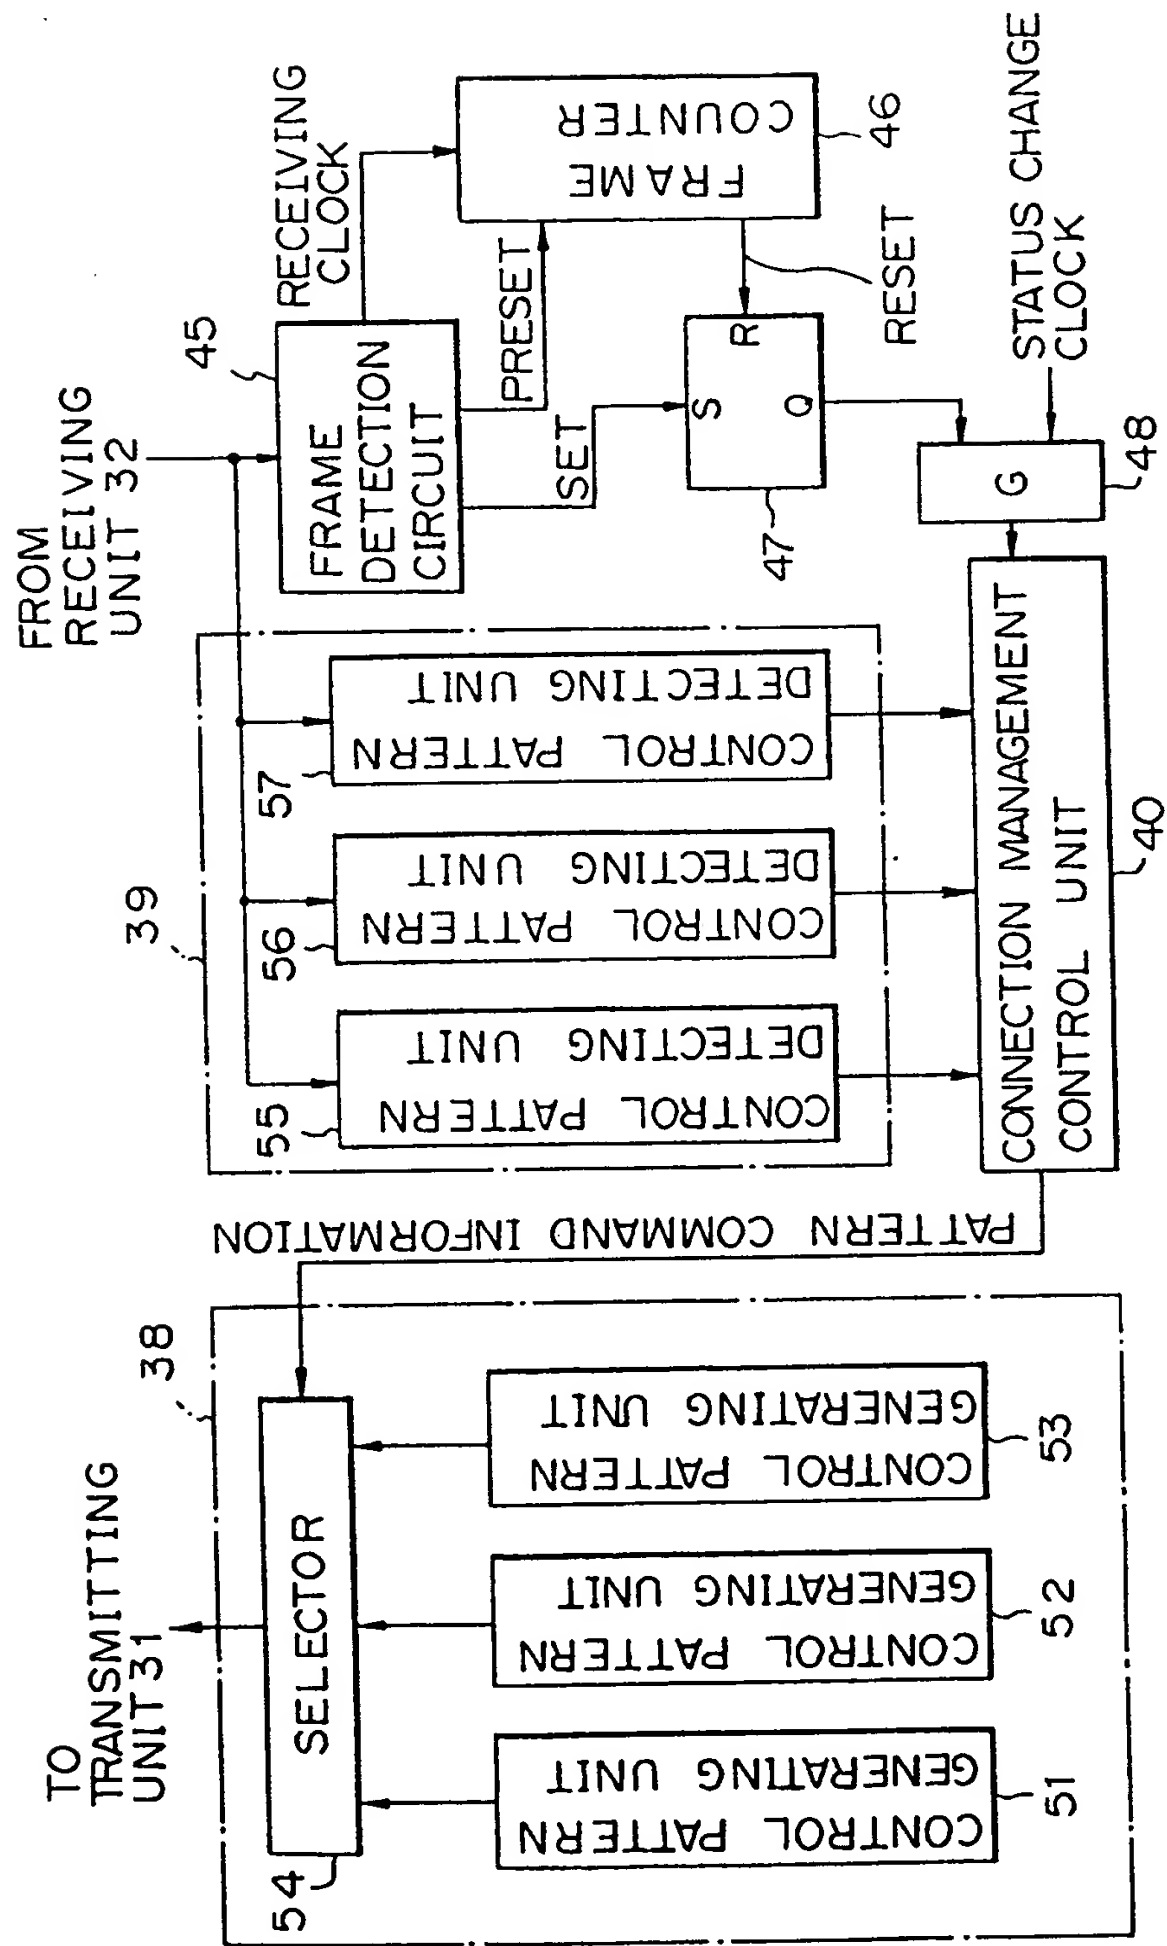 TO
TRANSMITTING
UNIT 31
38
54
SELECTOR
CONTROL PATTERN
GENERATING UNIT
51
CONTROL PATTERN
GENERATING UNIT
52
CONTROL PATTERN
GENERATING UNIT
53
PATTERN COMMAND INFORMATION
39
55
CONTROL PATTERN
DETECTING UNIT
56
CONTROL PATTERN
DETECTING UNIT
57
CONTROL PATTERN
DETECTING UNIT
CONNECTION MANAGEMENT
CONTROL UNIT
40
FROM
RECEIVING
UNIT 32
45
FRAME
DETECTION
CIRCUIT
RECEIVING
CLOCK
PRESET
SET
FRAME
COUNTER
46
S
R
Q
47
RESET
G
48
STATUS CHANGE
CLOCK